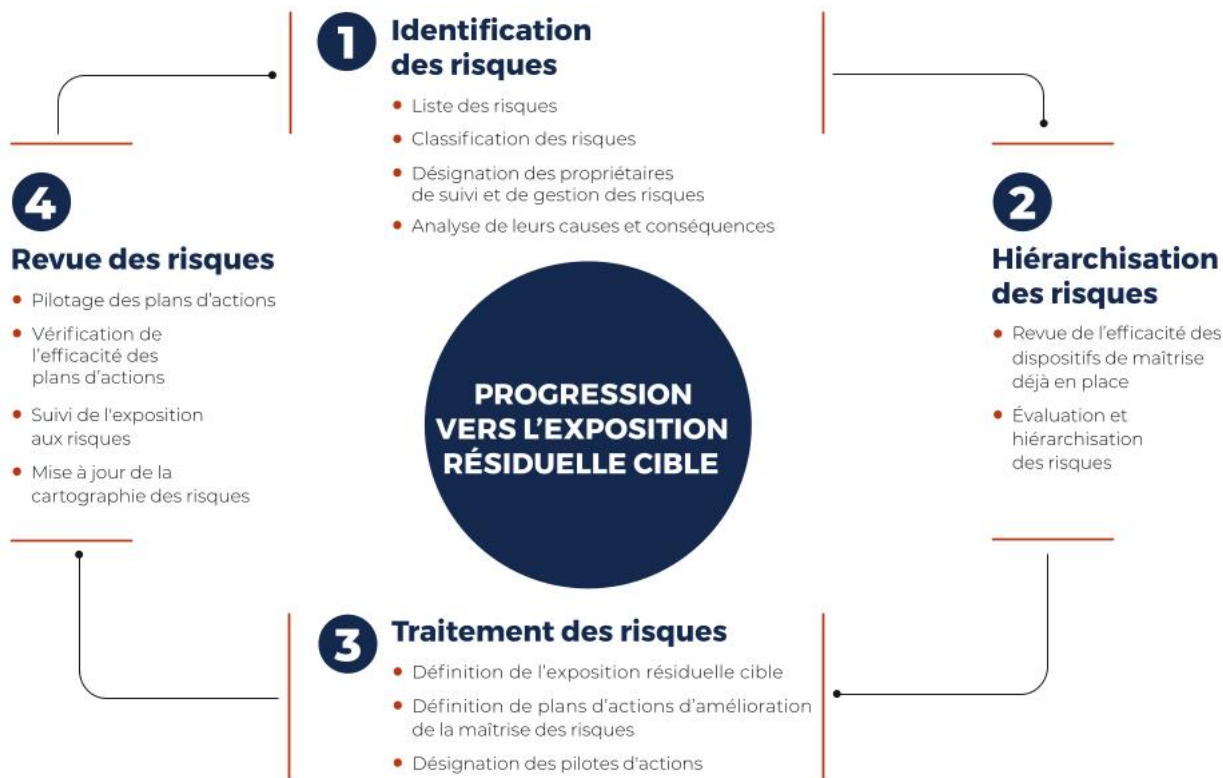 1
Identification
des risques
• Liste des risques
• Classification des risques
• Désignation des propriétaires
de suivi et de gestion des risques
• Analyse de leurs causes et conséquences
2
Hiérarchisation
des risques
• Revue de l'efficacité des
dispositifs de maîtrise
déjà en place
• Évaluation et
hiérarchisation
des risques
3
Traitement des risques
• Définition de l'exposition résiduelle cible
• Définition de plans d'actions d'amélioration
de la maîtrise des risques
• Désignation des pilotes d'actions
4
Revue des risques
• Pilotage des plans d'actions
• Vérification de
l'efficacité des
plans d'actions
• Suivi de l'exposition
aux risques
• Mise à jour de la
cartographie des risques
PROGRESSION
VERS L'EXPOSITION
RÉSIDUELLE CIBLE